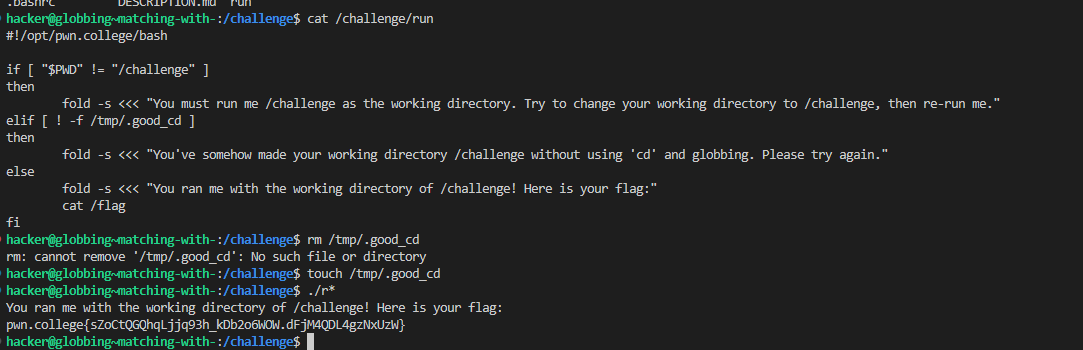 .bashrc DESCRIPTION.md run
hacker@globbing~matching-with-:/challenge$ cat /challenge/run
#!/opt/pwn.college/bash
if [ "$PWD" != "/challenge" ]
then
fold -s <<< "You must run me /challenge as the working directory. Try to change your working directory to /challenge, then re-run me."
elif [ ! -f /tmp/.good_cd ]
then
fold -s <<< "You've somehow made your working directory /challenge without using 'cd' and globbing. Please try again."
else
fold -s <<< "You ran me with the working directory of /challenge! Here is your flag:"
cat /flag
fi
hacker@globbing~matching-with-:/challenge$ rm /tmp/.good_cd
rm: cannot remove '/tmp/.good_cd': No such file or directory
hacker@globbing~matching-with-:/challenge$ touch /tmp/.good_cd
hacker@globbing~matching-with-:/challenge$ ./r*
You ran me with the working directory of /challenge! Here is your flag:
pwn.college{sZoCtQGQhqLjjq93h_kDb2o6WOW.dFjM4QDL4gzNxUzW}
hacker@globbing~matching-with-:/challenge$